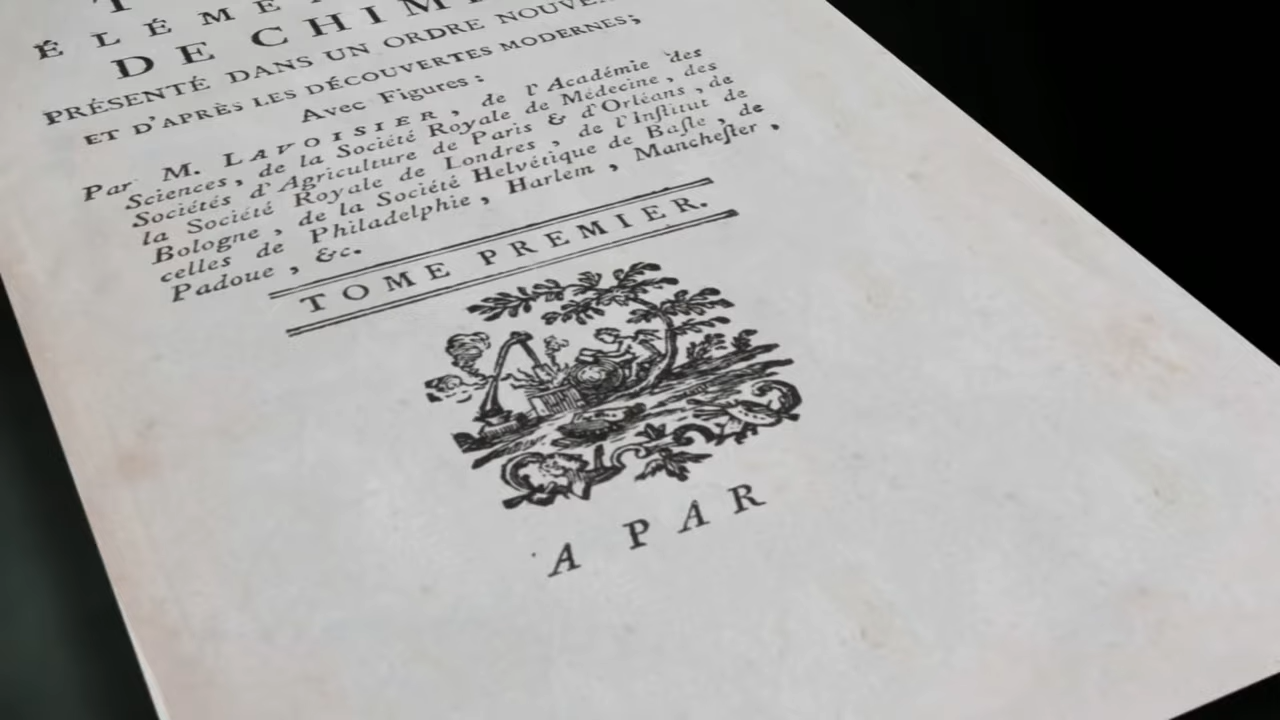 T
ÉLÉME
DE CHIM
PRÉSENTÉ DANS UN ORDRE NOUVEA
ET D'APRÈS LES DÉCOUVERTES MODERNES;
Avec Figures :
Par M. LAVOISIER, de l'Académie des
Sciences, de la Société Royale de Médecine, des
Sociétés d'Agriculture de Paris & d'Orléans, de
la Société Royale de Londres, de l'Inſtitut de
Bologne, de la Société Helvétique de Baſle, de
celles de Philadelphie, Harlem, Mancheſter,
Padoue, &c.
TOME PREMIER.
A PAR